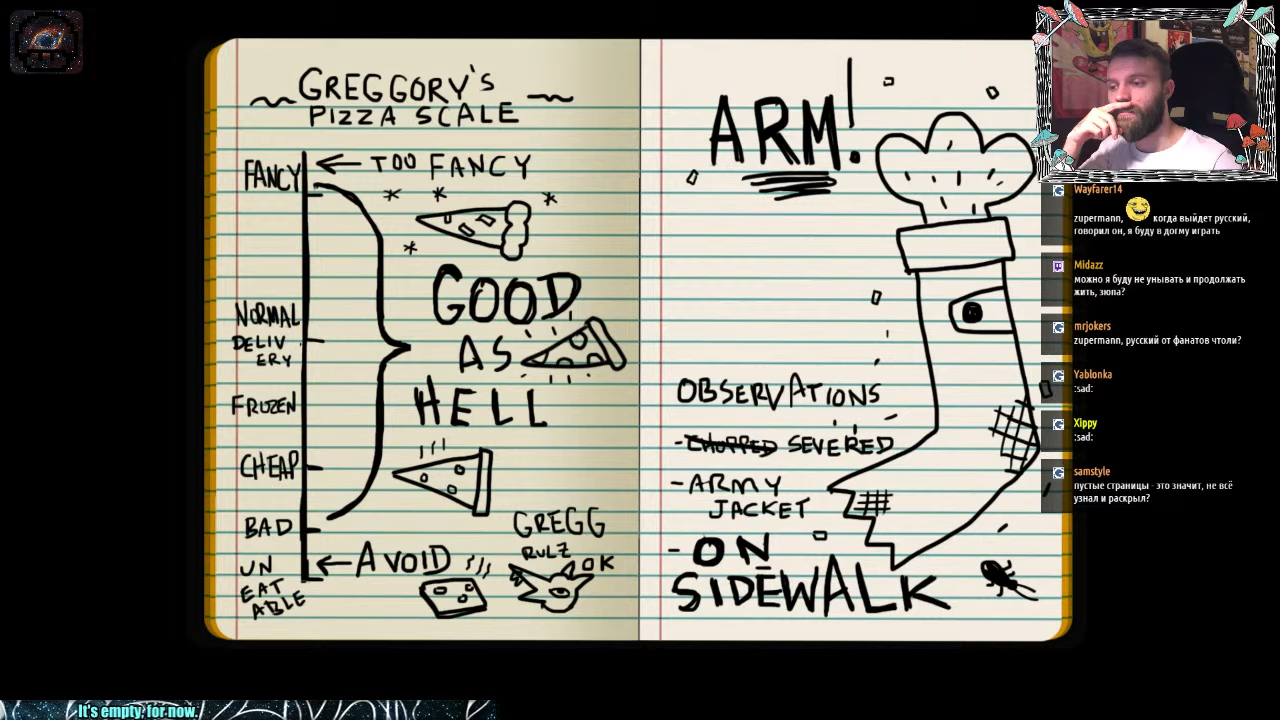 GREGGORY'S
PIZZA SCALE
FANCY
← TOO FANCY
GOOD
NORMAL
DELIV
ERY
AS
FROZEN
HELL
CHEAP
BAD
GREGG
RULZ
OK
← AVOID
UN
EAT
ABLE
ARM!
OBSERVATIONS
- CHOPPED SEVERED
- ARMY
JACKET
- ON
SIDEWALK
Wayfarer14
zupermann, когда выйдет русский,
говорил он, я буду в догму играть
Midazz
можно я буду не унывать и продолжать
жить, зюпа?
mrjokers
zupermann, русский от фанатов чтоли?
Yablonka
:sad:
Xippy
:sad:
samstyle
пустые страницы - это значит, не всё
узнал и раскрыл?
It's empty, for now.